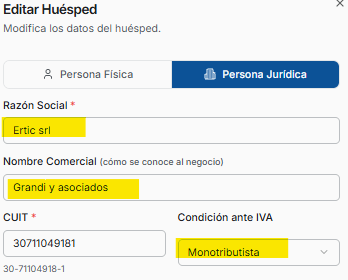 Editar Huésped
Modifica los datos del huésped.
Persona Física
Persona Jurídica
Razón Social *
Ertic srl
Nombre Comercial (cómo se conoce al negocio)
Grandi y asociados
CUIT * Condición ante IVA
30711049181 Monotributista
30-71104918-1